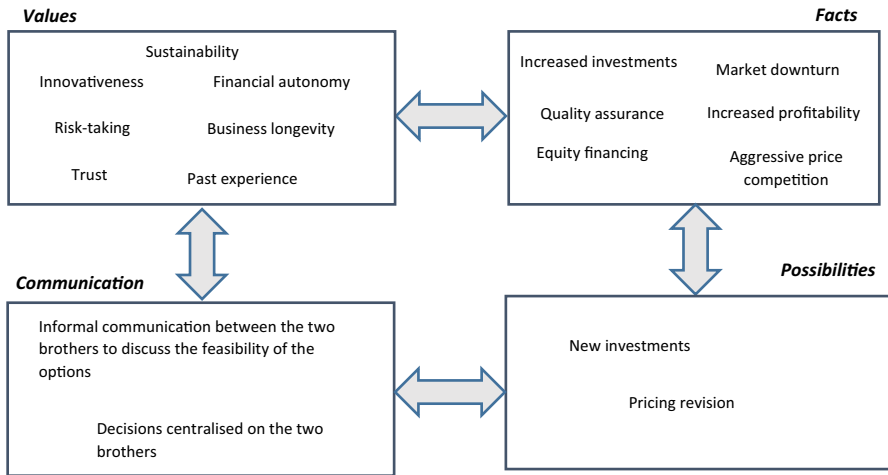 Values
Facts
Sustainability
Innovativeness
Financial autonomy
Risk-taking
Business longevity
Trust
Past experience
Increased investments
Market downturn
Quality assurance
Increased profitability
Equity financing
Aggressive price
competition
Communication
Possibilities
Informal communication between the two
brothers to discuss the feasibility of the
options
Decisions centralised on the two
brothers
New investments
Pricing revision